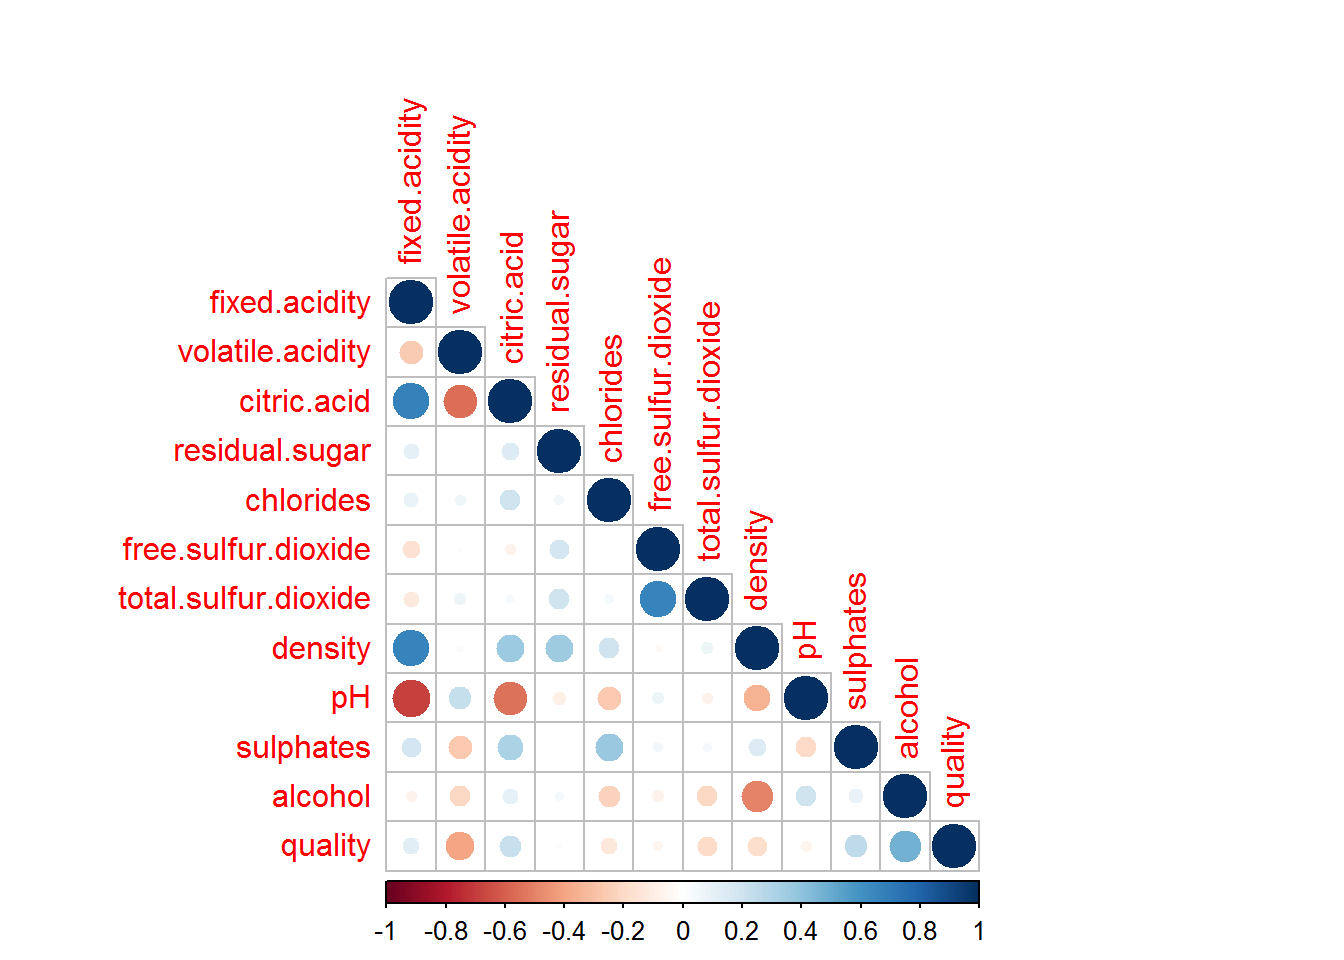 fixed.acidity
volatile.acidity
citric.acid
residual.sugar
chlorides
free.sulfur.dioxide
total.sulfur.dioxide
density
pH
sulphates
alcohol
quality
fixed.acidity
volatile.acidity
citric.acid
residual.sugar
chlorides
free.sulfur.dioxide
total.sulfur.dioxide
density
pH
sulphates
alcohol
quality
-1 -0.8 -0.6 -0.4 -0.2 0 0.2 0.4 0.6 0.8 1